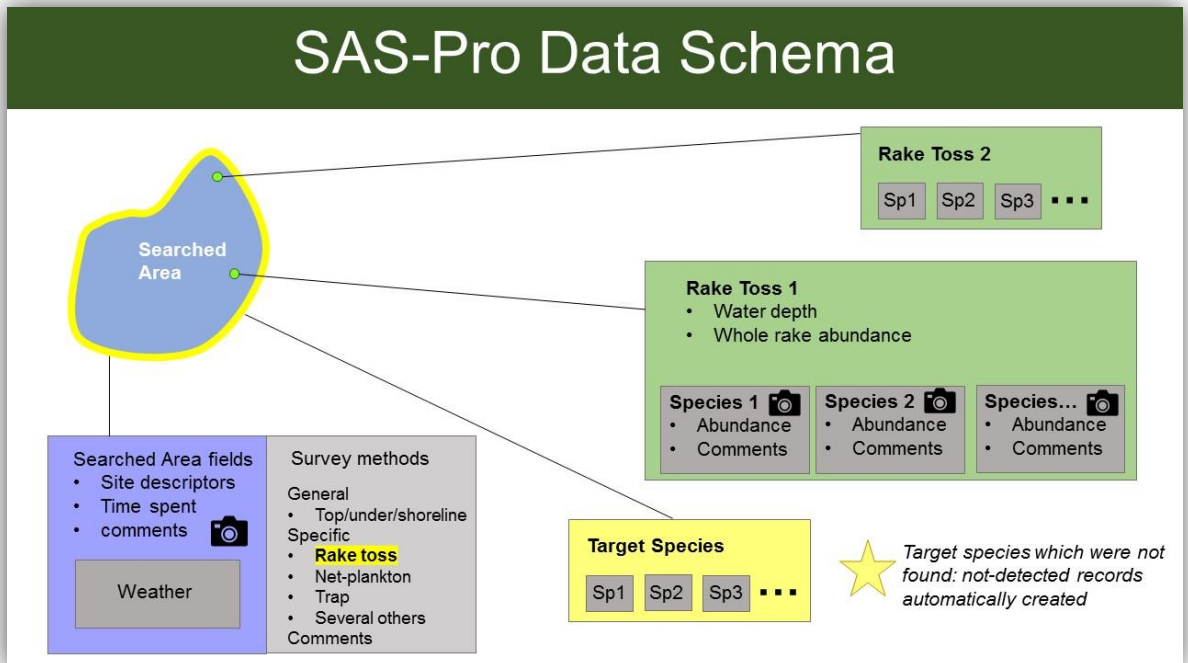 SAS-Pro Data Schema
Searched
Area
Rake Toss 2
Sp1 Sp2 Sp3 ...
Rake Toss 1
• Water depth
• Whole rake abundance
Species 1
• Abundance
• Comments
Species 2
• Abundance
• Comments
Species...
• Abundance
• Comments
Searched Area fields
• Site descriptors
• Time spent
• comments
Weather
Survey methods
General
• Top/under/shoreline
Specific
• Rake toss
• Net-plankton
• Trap
• Several others
Comments
Target Species
Sp1 Sp2 Sp3 ...
Target species which were not
found: not-detected records
automatically created